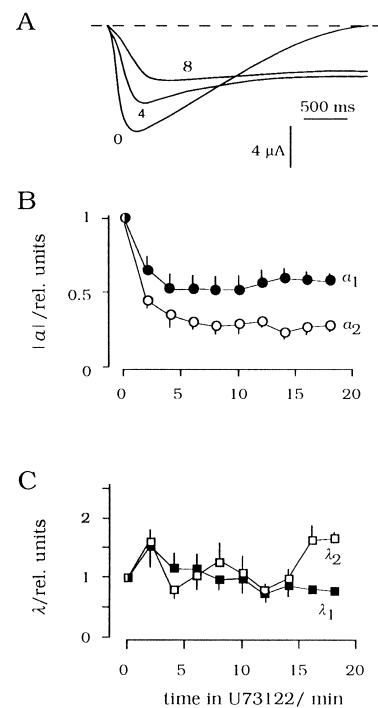 A
8
4
0
500 ms
4 µA
B
1
0.5
0
|a|/rel. units
a1
a2
0 5 10 15 20
C
2
1
0
λ/rel. units
λ2
λ1
0 5 10 15 20
time in U73122/ min